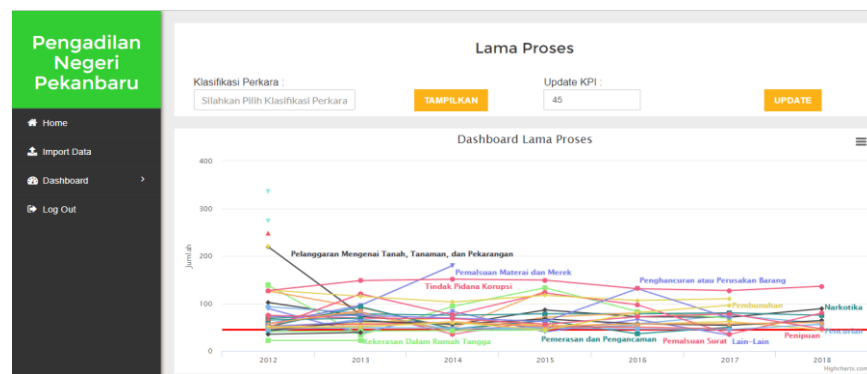 Pengadilan
Negeri
Pekanbaru
Home
Import Data
Dashboard
Log Out
Lama Proses
Klasifikasi Perkara :
Silahkan Pilih Klasifikasi Perkara
TAMPILKAN
Update KPI :
45
UPDATE
Dashboard Lama Proses
Jumlah
400
300
200
100
0
Pelanggaran Mengenai Tanah, Tanaman, dan Pekarangan
Pemalsuan Materai dan Merek
Tindak Pidana Korupsi
Penghancuran atau Perusakan Barang
Pembunuhan
Narkotika
Pencurian
Kekerasan Dalam Rumah Tangga
Pemerasan dan Pengancaman
Pemalsuan Surat
Lain-Lain
Penipuan
2012
2013
2014
2015
2016
2017
2018
Highcharts.com